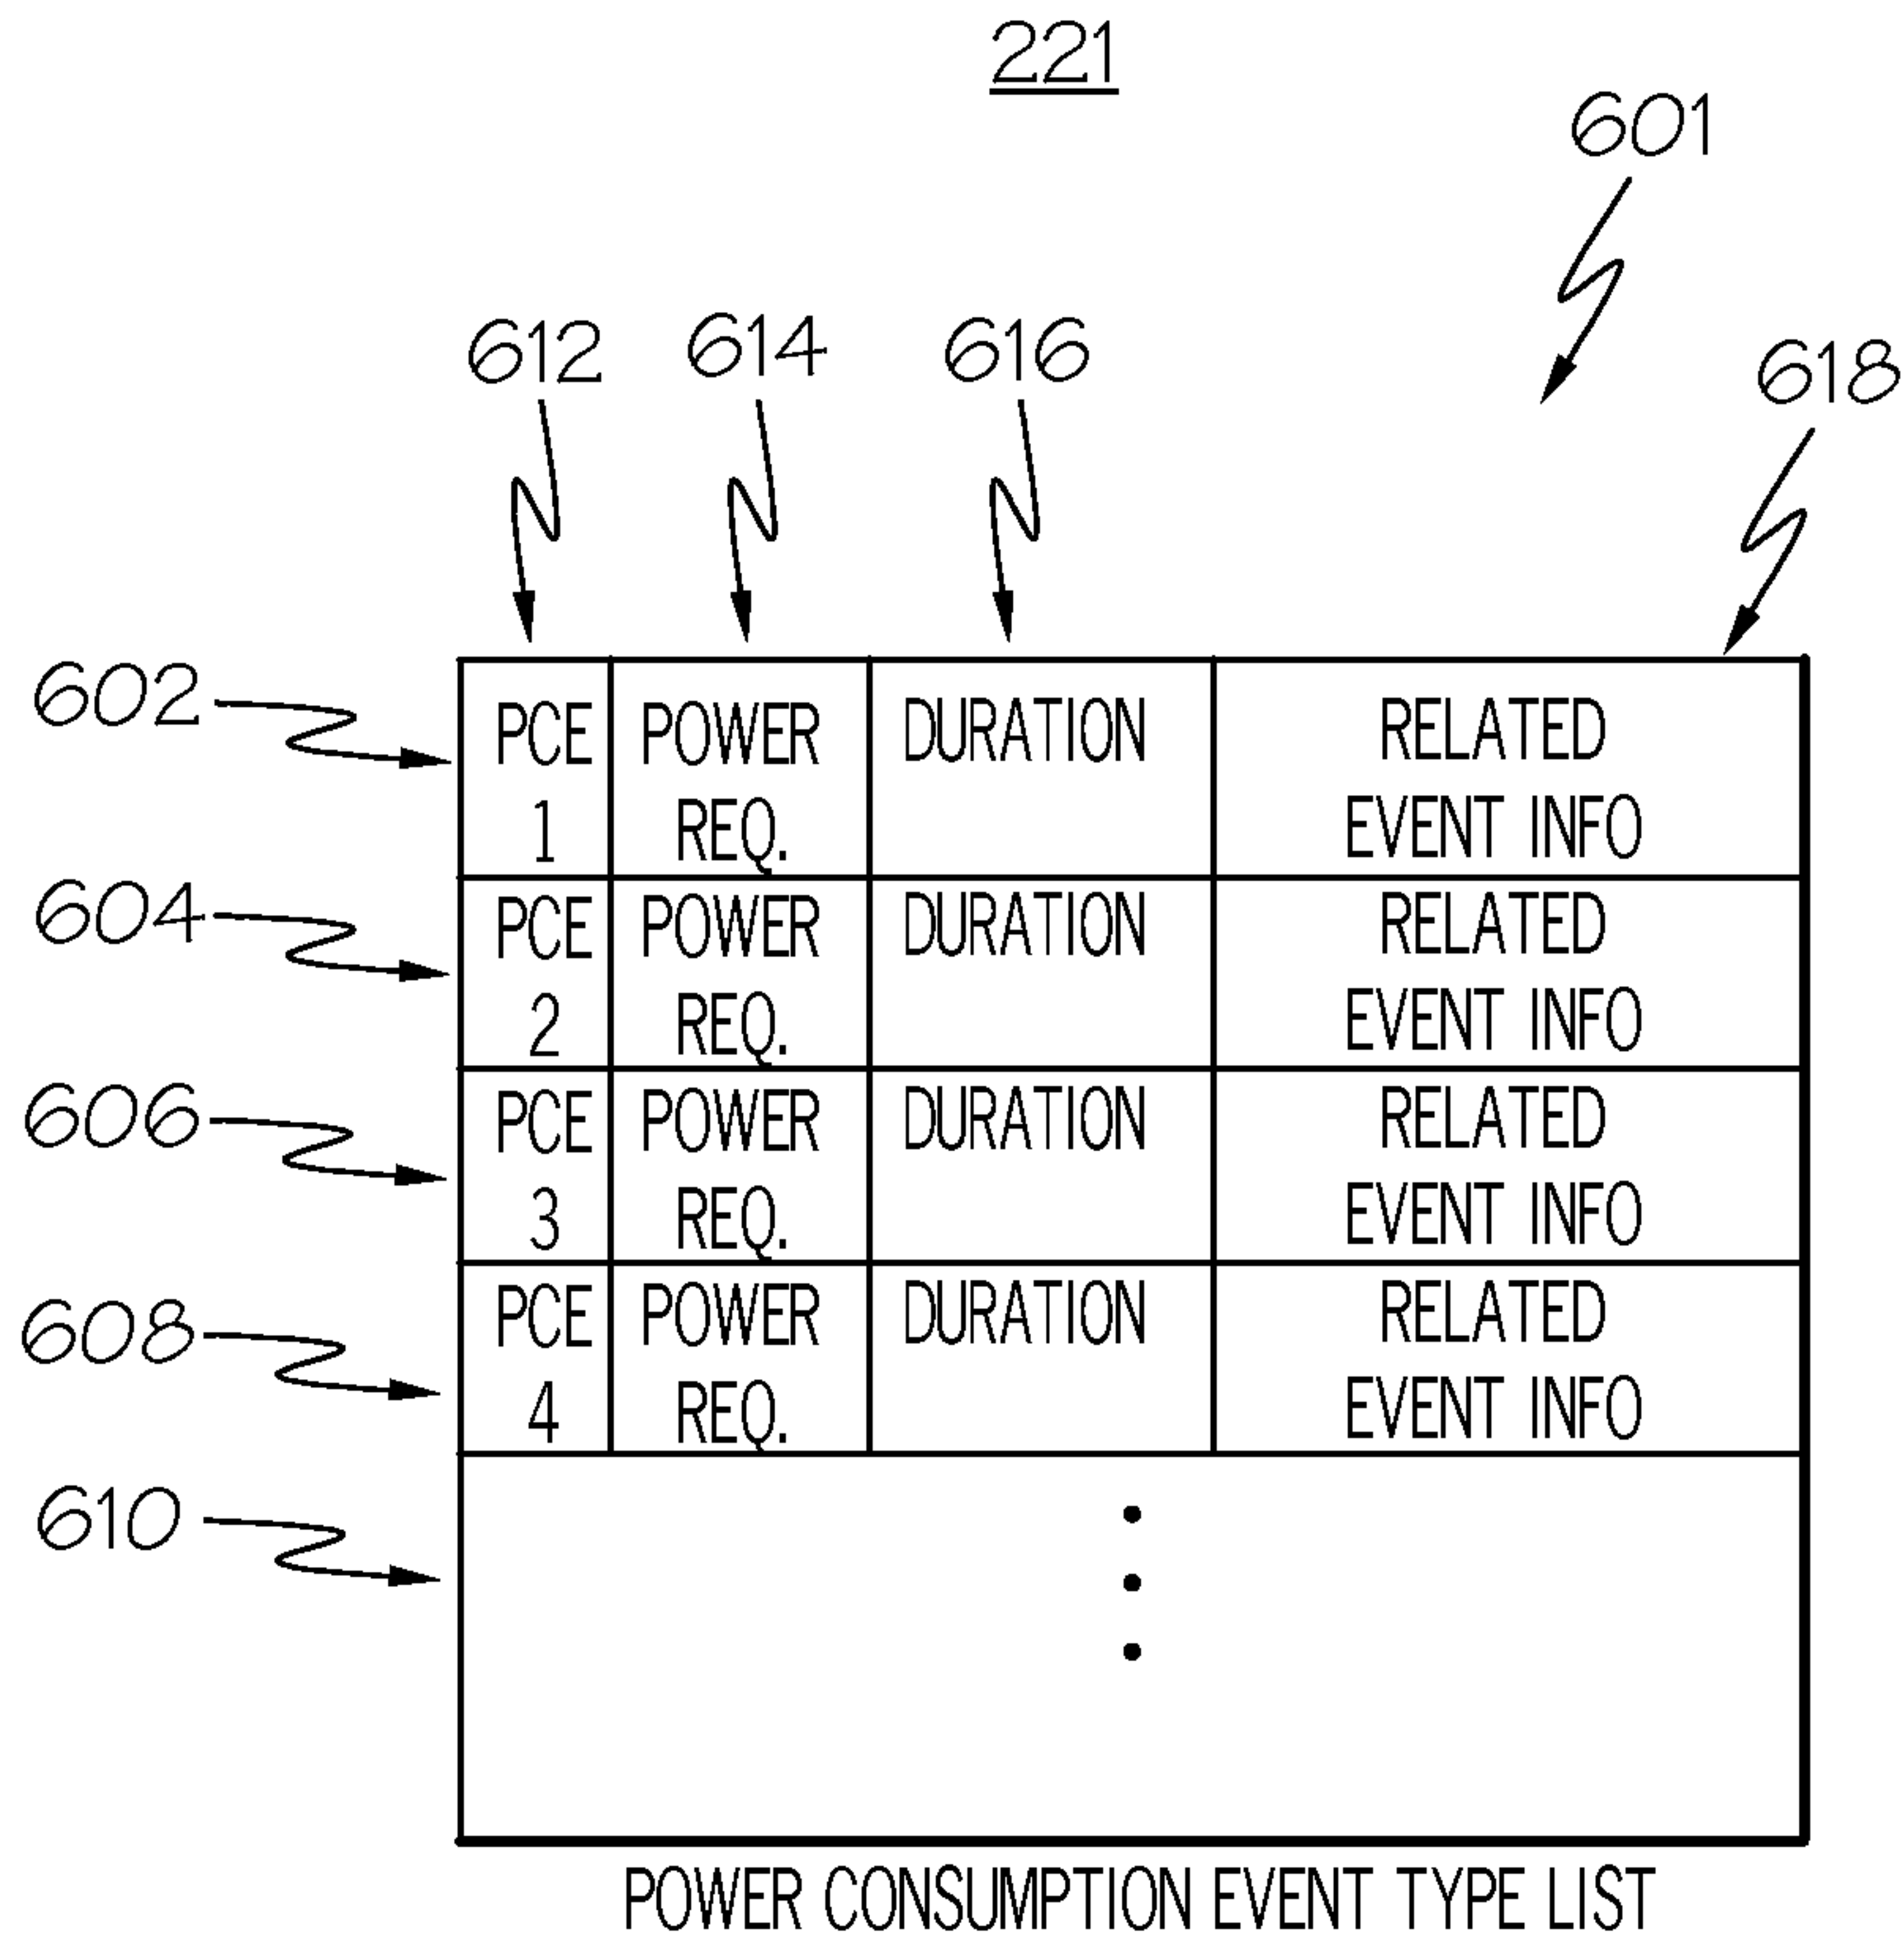 221
601
612 614 616 618
602 PCE POWER DURATION RELATED
1 REQ. EVENT INFO
604 PCE POWER DURATION RELATED
2 REQ. EVENT INFO
606 PCE POWER DURATION RELATED
3 REQ. EVENT INFO
608 PCE POWER DURATION RELATED
4 REQ. EVENT INFO
610
POWER CONSUMPTION EVENT TYPE LIST